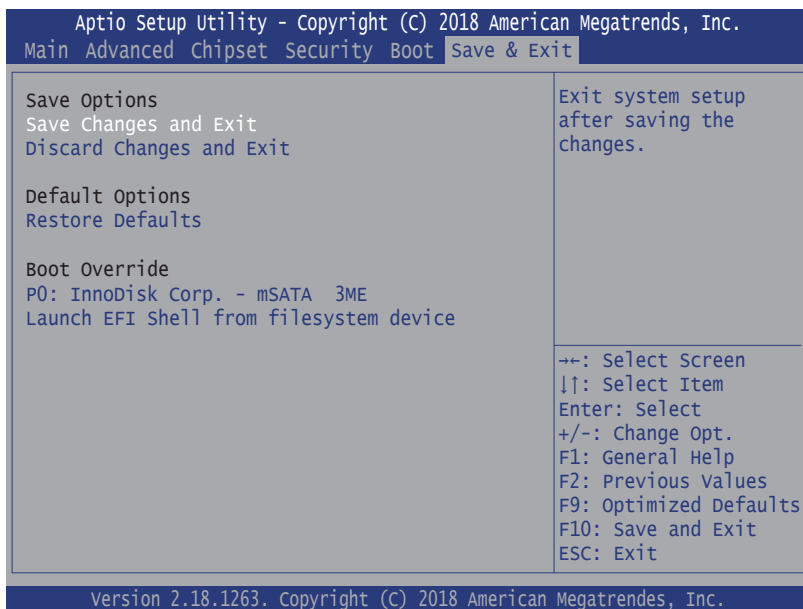 Aptio Setup Utility - Copyright (C) 2018 American Megatrends, Inc.
Main Advanced Chipset Security Boot Save & Exit
Save Options
Save Changes and Exit
Discard Changes and Exit
Default Options
Restore Defaults
Boot Override
P0: InnoDisk Corp. - mSATA 3ME
Launch EFI Shell from filesystem device
Exit system setup
after saving the
changes.
→←: Select Screen
↓↑: Select Item
Enter: Select
+/-: Change Opt.
F1: General Help
F2: Previous Values
F9: Optimized Defaults
F10: Save and Exit
ESC: Exit
Version 2.18.1263. Copyright (C) 2018 American Megatrendes, Inc.